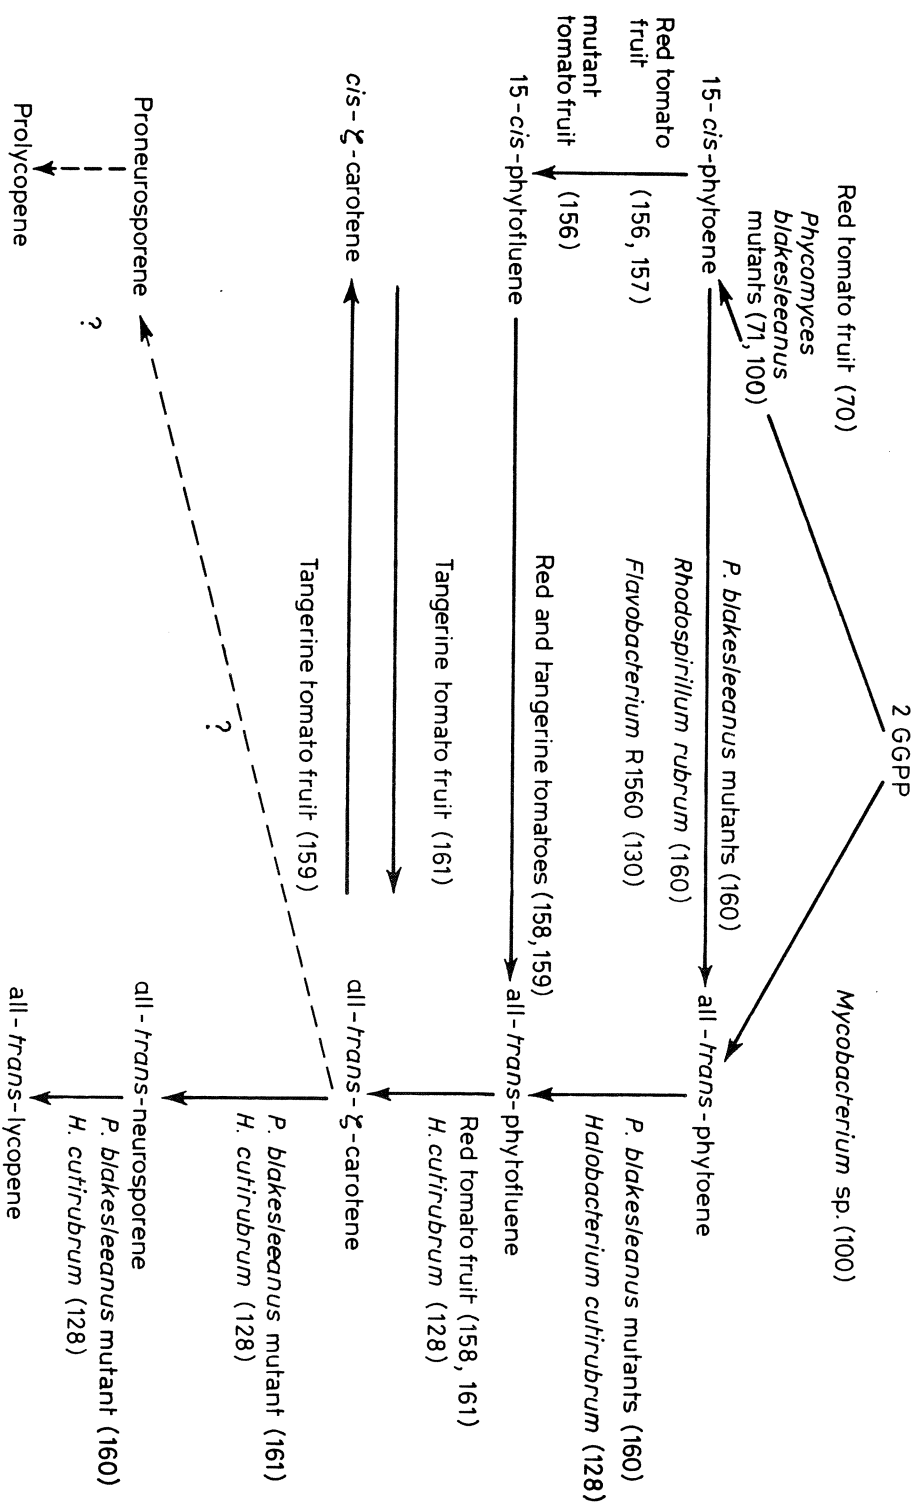 2 GGPP
Red tomato fruit (70)
Phycomyces
blakesleeanus
mutants (71, 100)
Mycobacterium sp. (100)
15-cis-phytoene
P. blakesleeanus mutants (160)
Rhodospirillum rubrum (160)
Flavobacterium R1560 (130)
all-trans-phytoene
Red tomato
fruit
(156, 157)
mutant
tomato fruit
(156)
P. blakesleanus mutants (160)
Halobacterium cutirubrum (128)
15-cis-phytofluene
Red and tangerine tomatoes (158, 159)
all-trans-phytofluene
Red tomato fruit (158, 161)
H. cutirubrum (128)
Tangerine tomato fruit (161)
cis-ζ-carotene
all-trans-ζ-carotene
Tangerine tomato fruit (159)
P. blakesleeanus mutant (161)
H. cutirubrum (128)
?
Proneurosporene
all-trans-neurosporene
?
P. blakesleeanus mutant (160)
H. cutirubrum (128)
Prolycopene
all-trans-lycopene